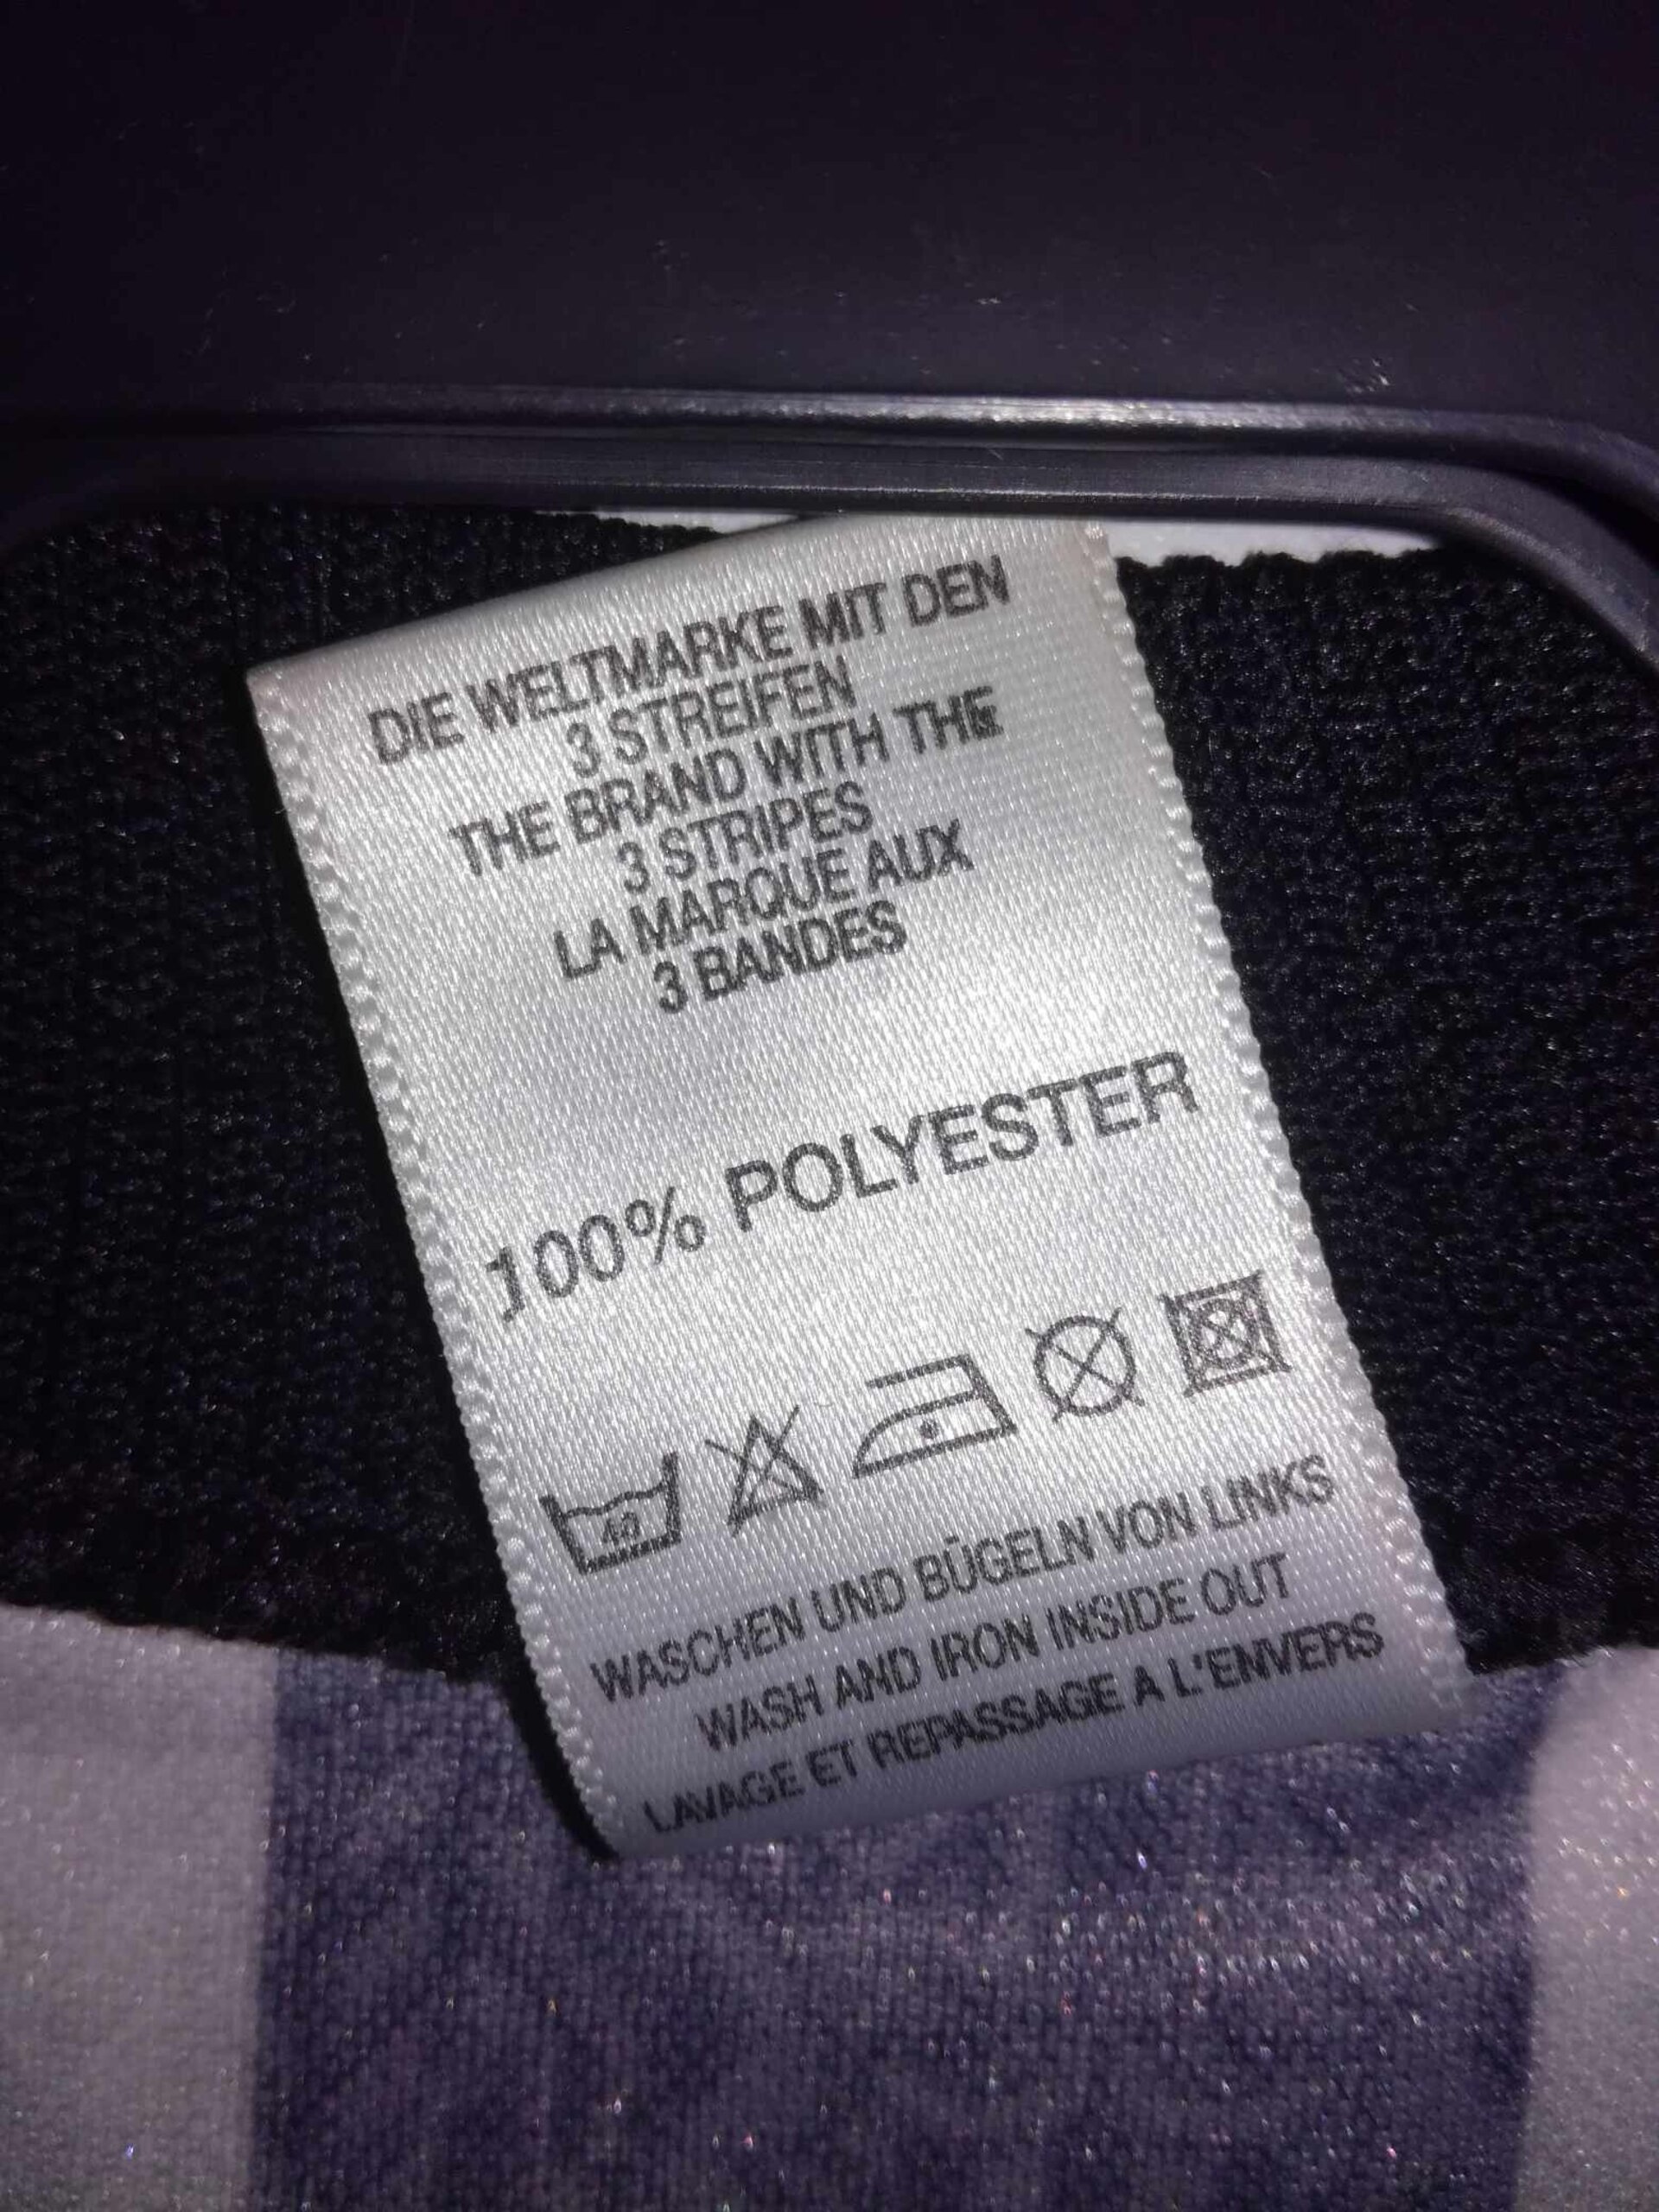 DIE WELTMARKE MIT DEN
3 STREIFEN
THE BRAND WITH THE
3 STRIPES
LA MARQUE AUX
3 BANDES
100% POLYESTER
40
WASCHEN UND BÜGELN VON LINKS
WASH AND IRON INSIDE OUT
LAVAGE ET REPASSAGE A L'ENVERS